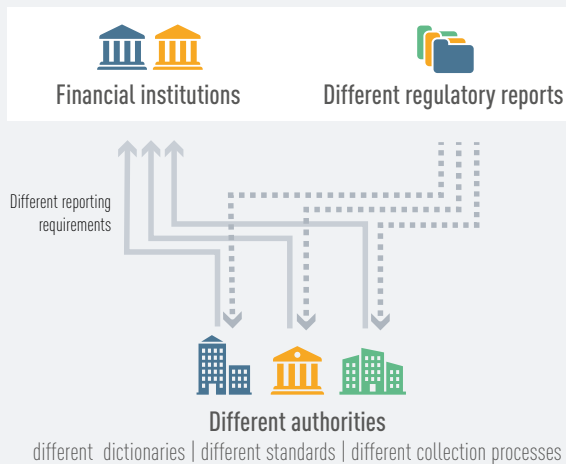 Financial institutions
Different regulatory reports
Different reporting
requirements
Different authorities
different dictionaries | different standards | different collection processes